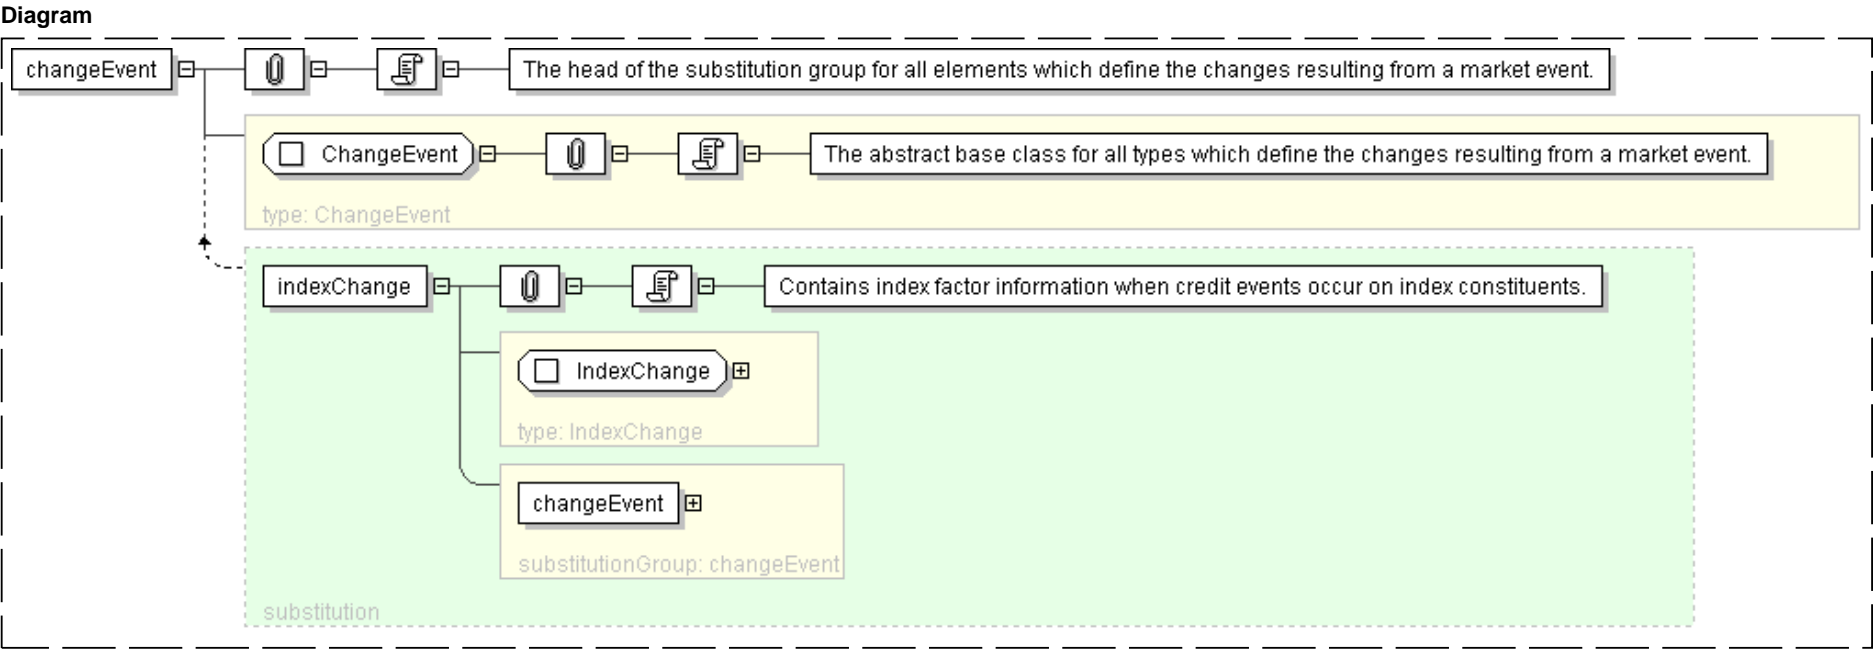 Diagram
changeEvent
The head of the substitution group for all elements which define the changes resulting from a market event.
ChangeEvent
The abstract base class for all types which define the changes resulting from a market event.
type: ChangeEvent
indexChange
Contains index factor information when credit events occur on index constituents.
IndexChange
type: IndexChange
changeEvent
substitutionGroup: changeEvent
substitution